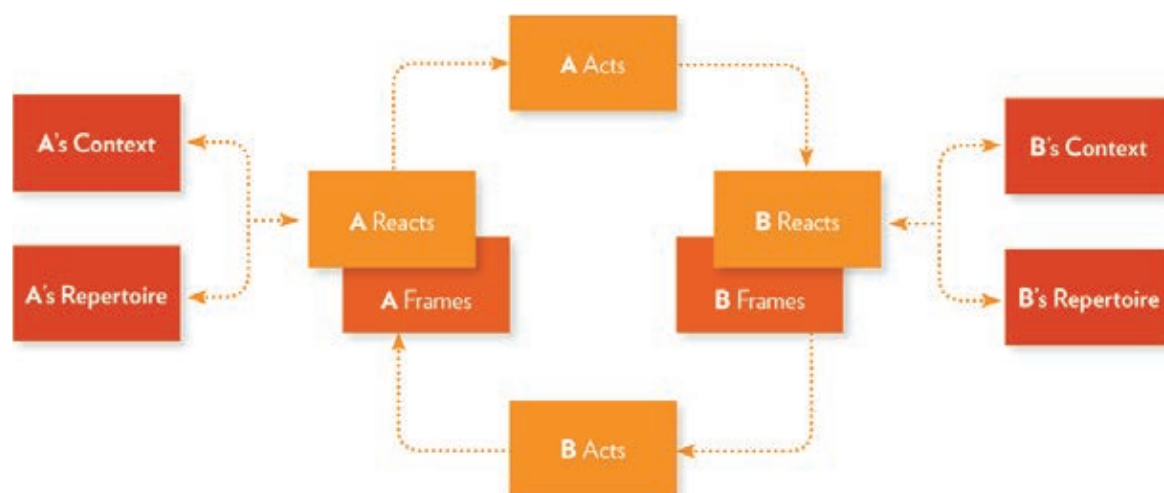 A Acts
A's Context
B's Context
A Reacts
B Reacts
A's Repertoire
A Frames
B Frames
B's Repertoire
B Acts